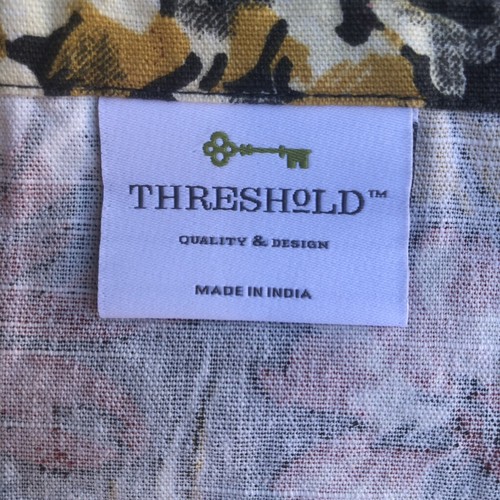 THRESHOLD™
QUALITY & DESIGN
MADE IN INDIA